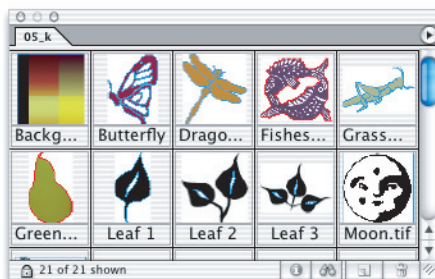 05_k
Backg... Butterfly Drago... Fishes... Grass...
Green... Leaf 1 Leaf 2 Leaf 3 Moon.tif
21 of 21 shown